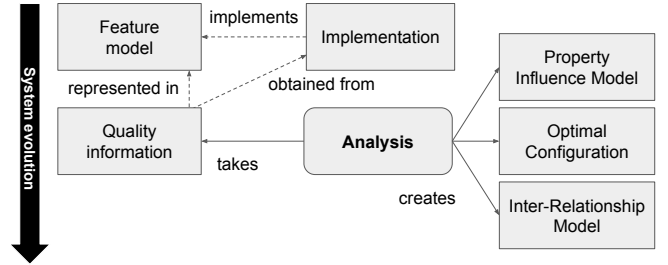 System evolution
Feature
model
implements
Implementation
represented in
obtained from
Quality
information
takes
Analysis
creates
Property
Influence Model
Optimal
Configuration
Inter-Relationship
Model